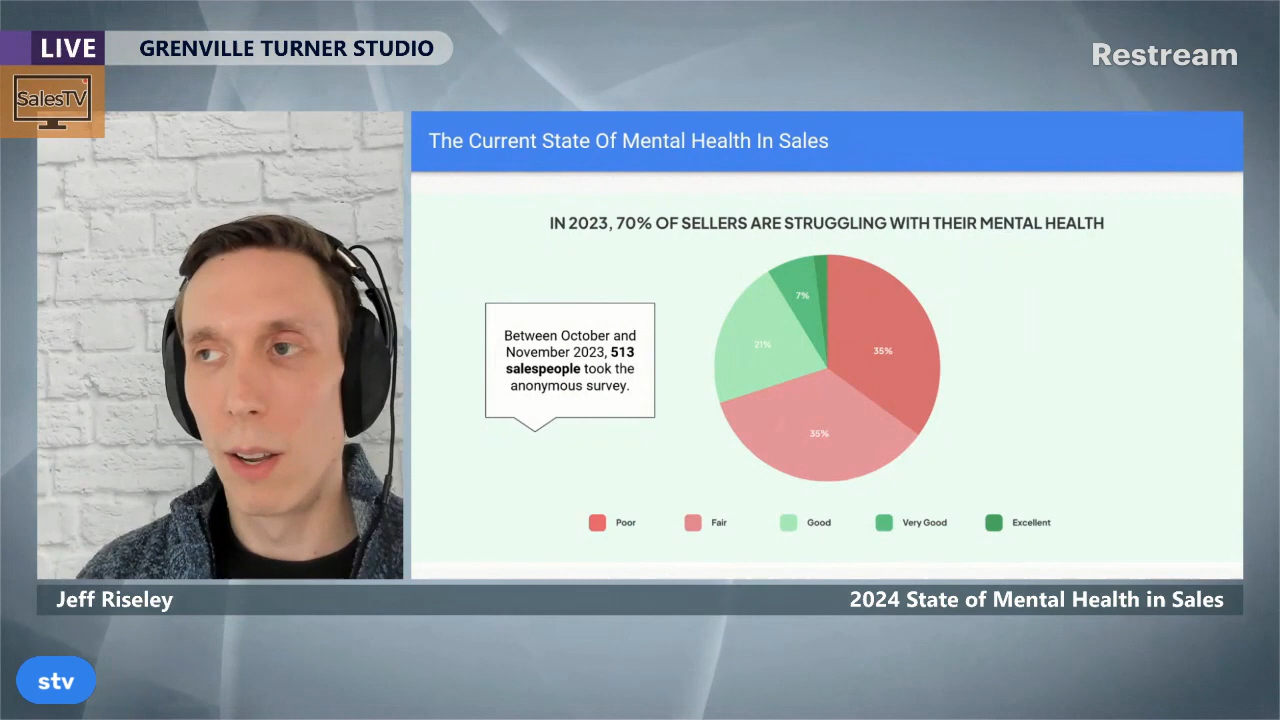 LIVE
GRENVILLE TURNER STUDIO
Restream
SalesTV
The Current State Of Mental Health In Sales
IN 2023, 70% OF SELLERS ARE STRUGGLING WITH THEIR MENTAL HEALTH
Between October and
November 2023, 513
salespeople took the
anonymous survey.
7%
21%
35%
35%
Poor
Fair
Good
Very Good
Excellent
Jeff Riseley
2024 State of Mental Health in Sales
stv